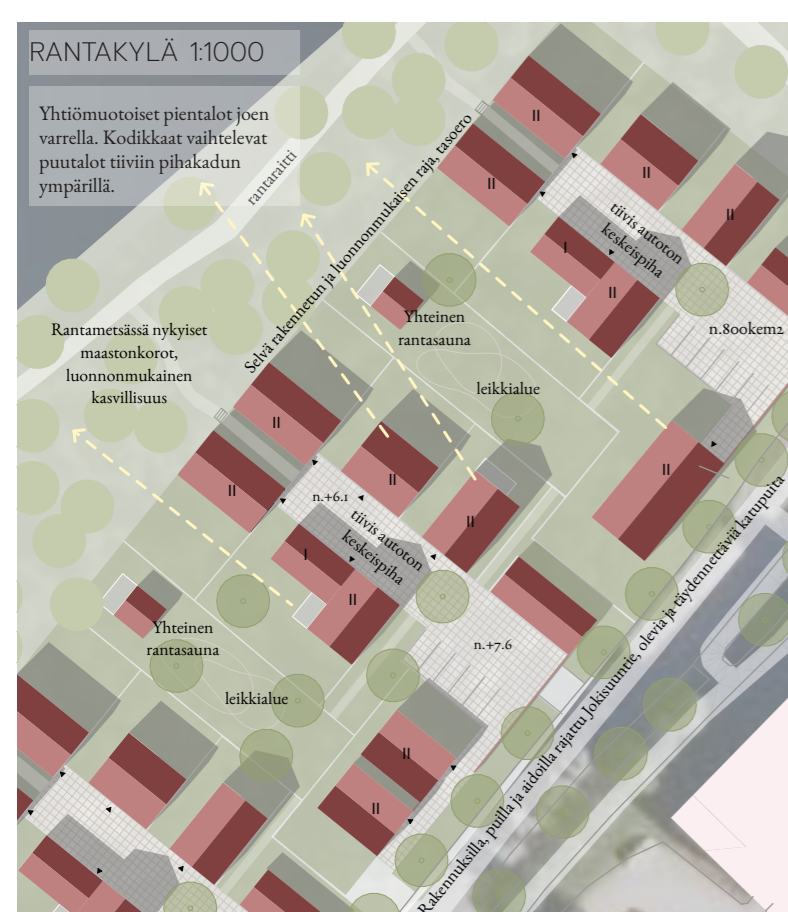 RANTAKYLÄ 1:1000
Yhtiömuotoiset pientalot joen
varrella. Kodikkaat vaihtelevat
puutalot tiiviin pihakadun
ympärillä.
rantaraitti
Selvä rakennetun ja luonnonmukaisen raja, tasoero
II
II
II
II
tiivis autoton
keskeispiha
I
II
n.800kem2
Rantametsässä nykyiset
maastonkorot,
luonnonmukainen
kasvillisuus
Yhteinen
rantasauna
leikkialue
II
II
II
II
II
n.+6.1
tiivis autoton
keskeispiha
I
II
n.+7.6
Yhteinen
rantasauna
leikkialue
II
II
Rakennuksilla, puilla ja aidoilla rajattu Jokisuuntie, olevia ja täydennettäviä katupuita